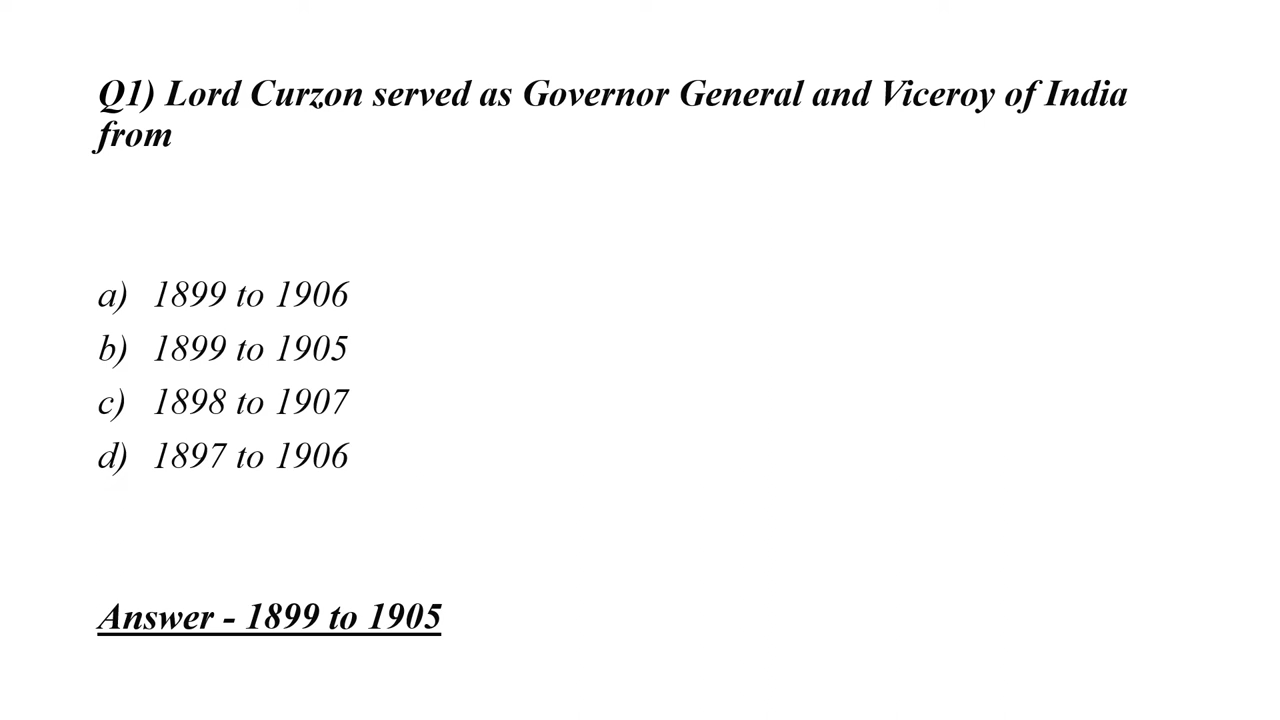 Q1) Lord Curzon served as Governor General and Viceroy of India
from
a) 1899 to 1906
b) 1899 to 1905
c) 1898 to 1907
d) 1897 to 1906
Answer - 1899 to 1905